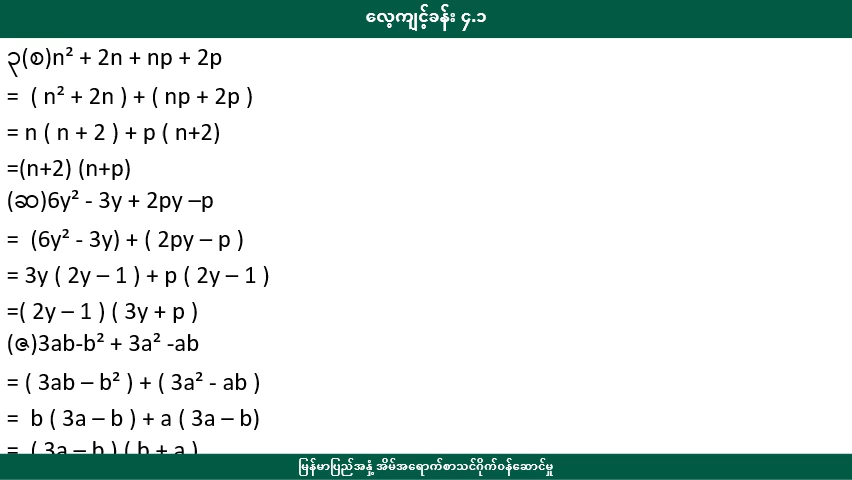 လေ့ကျင့်ခန်း ၄.၁
၃(စ)n² + 2n + np + 2p
= ( n² + 2n ) + ( np + 2p )
= n ( n + 2 ) + p ( n+2)
=(n+2) (n+p)
(ဆ)6y² - 3y + 2py –p
= (6y² - 3y) + ( 2py – p )
= 3y ( 2y – 1 ) + p ( 2y – 1 )
=( 2y – 1 ) ( 3y + p )
(ဇ)3ab-b² + 3a² -ab
= ( 3ab – b² ) + ( 3a² - ab )
= b ( 3a – b ) + a ( 3a – b)
= ( 3a – b ) ( b + a )
မြန်မာပြည်အနှံ့ အိမ်အရောက်စာသင်ဂိုက်ဝန်ဆောင်မှု